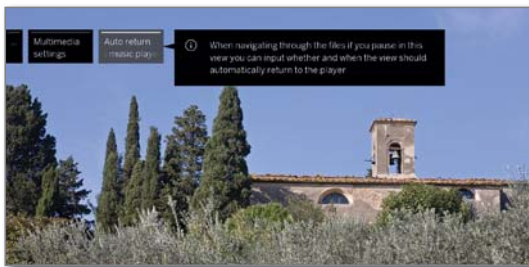 Multimedia
settings
Auto return
music playe
When navigating through the files if you pause in this
view you can input whether and when the view should
automatically return to the player